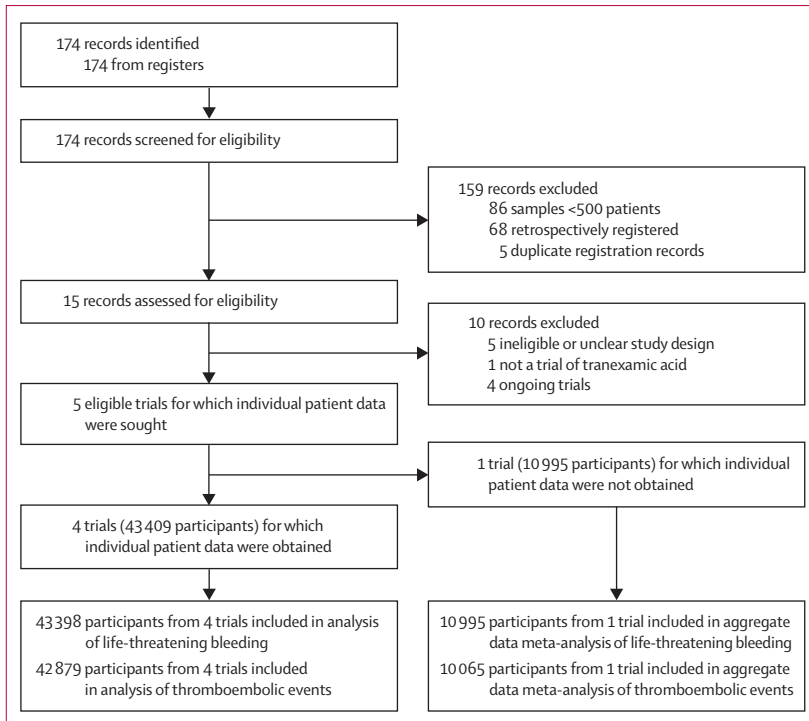 174 records identified
174 from registers
174 records screened for eligibility
159 records excluded
86 samples <500 patients
68 retrospectively registered
5 duplicate registration records
15 records assessed for eligibility
10 records excluded
5 ineligible or unclear study design
1 not a trial of tranexamic acid
4 ongoing trials
5 eligible trials for which individual patient data
were sought
1 trial (10 995 participants) for which individual
patient data were not obtained
4 trials (43 409 participants) for which
individual patient data were obtained
43 398 participants from 4 trials included in analysis
of life-threatening bleeding
42 879 participants from 4 trials included
in analysis of thromboembolic events
10 995 participants from 1 trial included in aggregate
data meta-analysis of life-threatening bleeding
10 065 participants from 1 trial included in aggregate
data meta-analysis of thromboembolic events